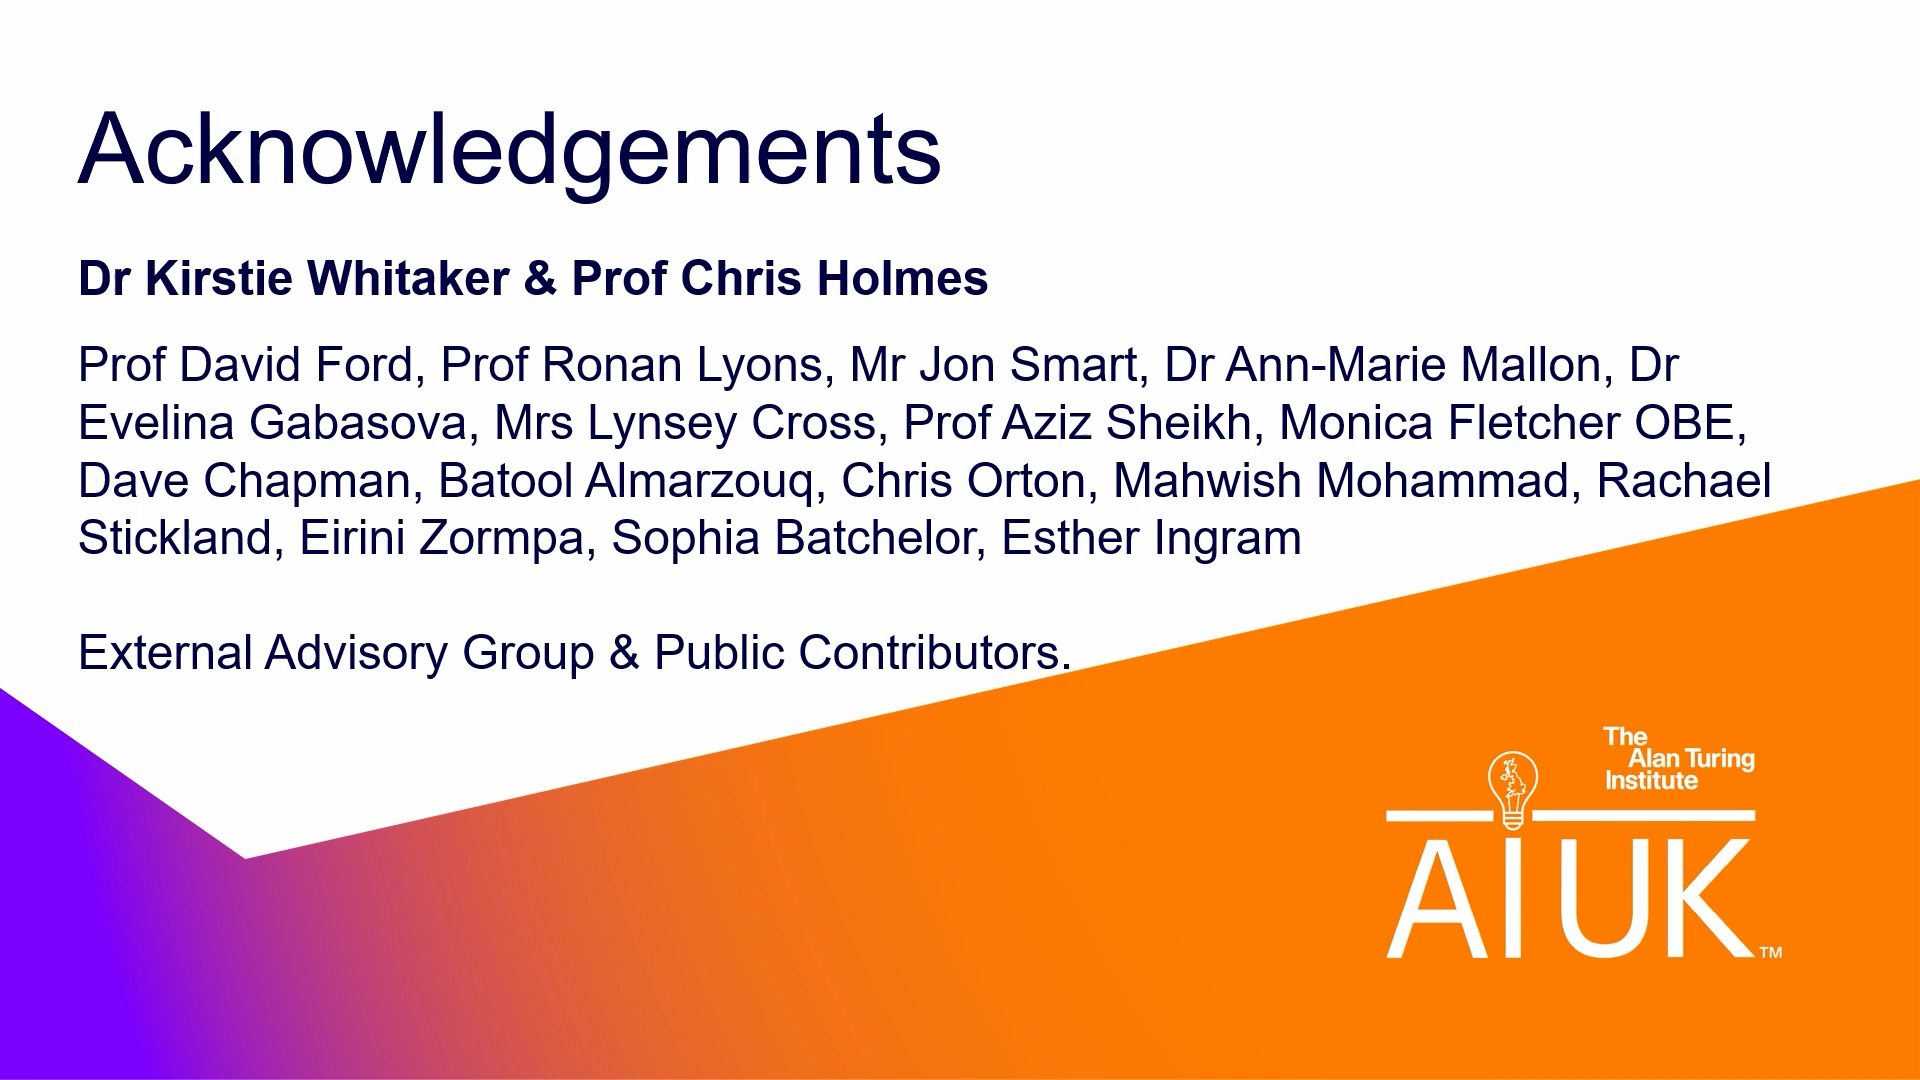 Acknowledgements
Dr Kirstie Whitaker & Prof Chris Holmes
Prof David Ford, Prof Ronan Lyons, Mr Jon Smart, Dr Ann-Marie Mallon, Dr
Evelina Gabasova, Mrs Lynsey Cross, Prof Aziz Sheikh, Monica Fletcher OBE,
Dave Chapman, Batool Almarzouq, Chris Orton, Mahwish Mohammad, Rachael
Stickland, Eirini Zormpa, Sophia Batchelor, Esther Ingram
External Advisory Group & Public Contributors.
The
Alan Turing
Institute
AI UK™